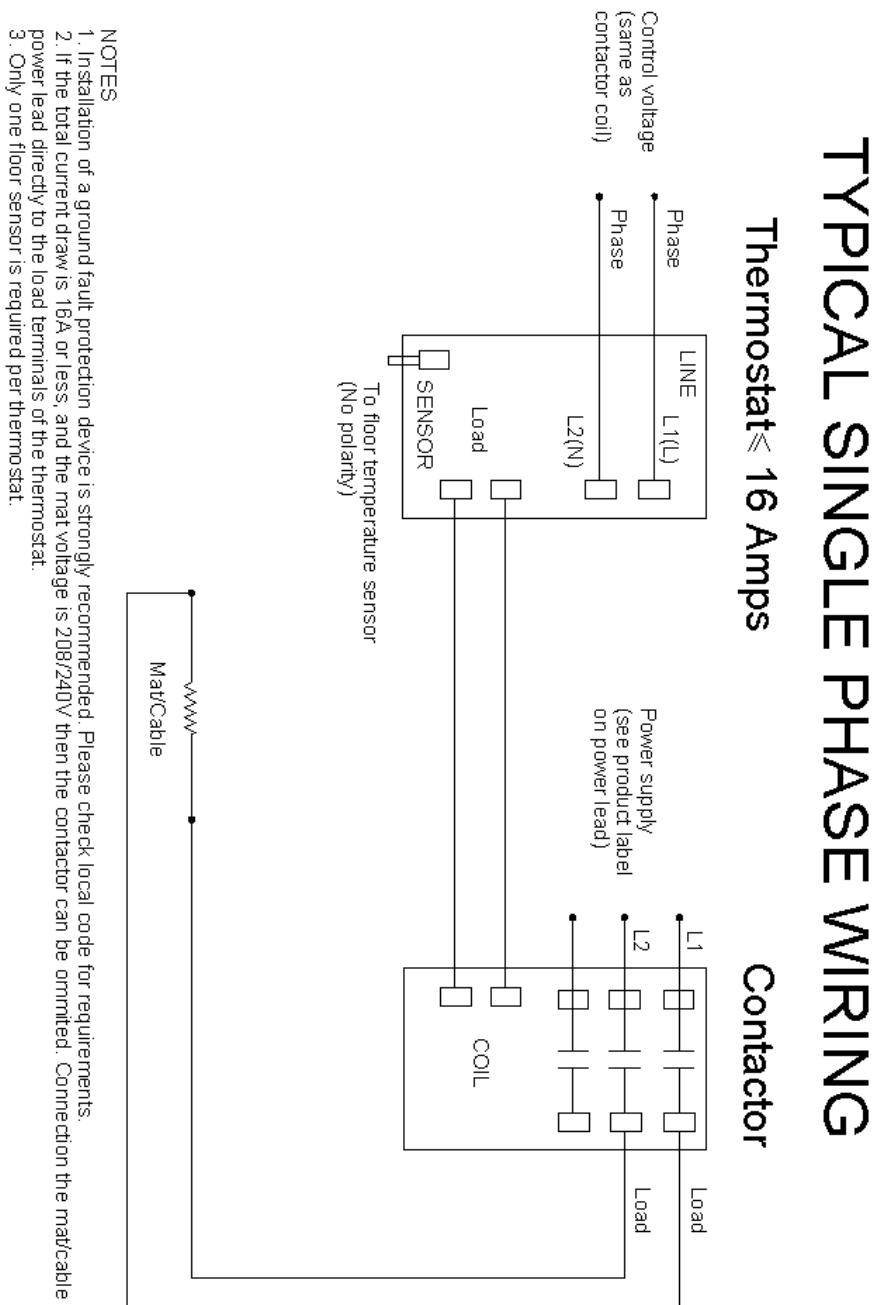 TYPICAL SINGLE PHASE WIRING
Thermostat< 16 Amps
Contactor
Control voltage
(same as
contactor coil)
Phase
Phase
LINE
L1(L)
L2(N)
Load
SENSOR
To floor temperature sensor
(No polarity)
Power supply
(see product label
on power lead)
L1
L2
COIL
Load
Load
Mat/Cable
NOTES
1. Installation of a ground fault protection device is strongly recommended. Please check local code for requirements.
2. If the total current draw is 16A or less, and the mat voltage is 208/240V then the contactor can be ommited. Connection the mat/cable
power lead directly to the load terminals of the thermostat.
3. Only one floor sensor is required per thermostat.